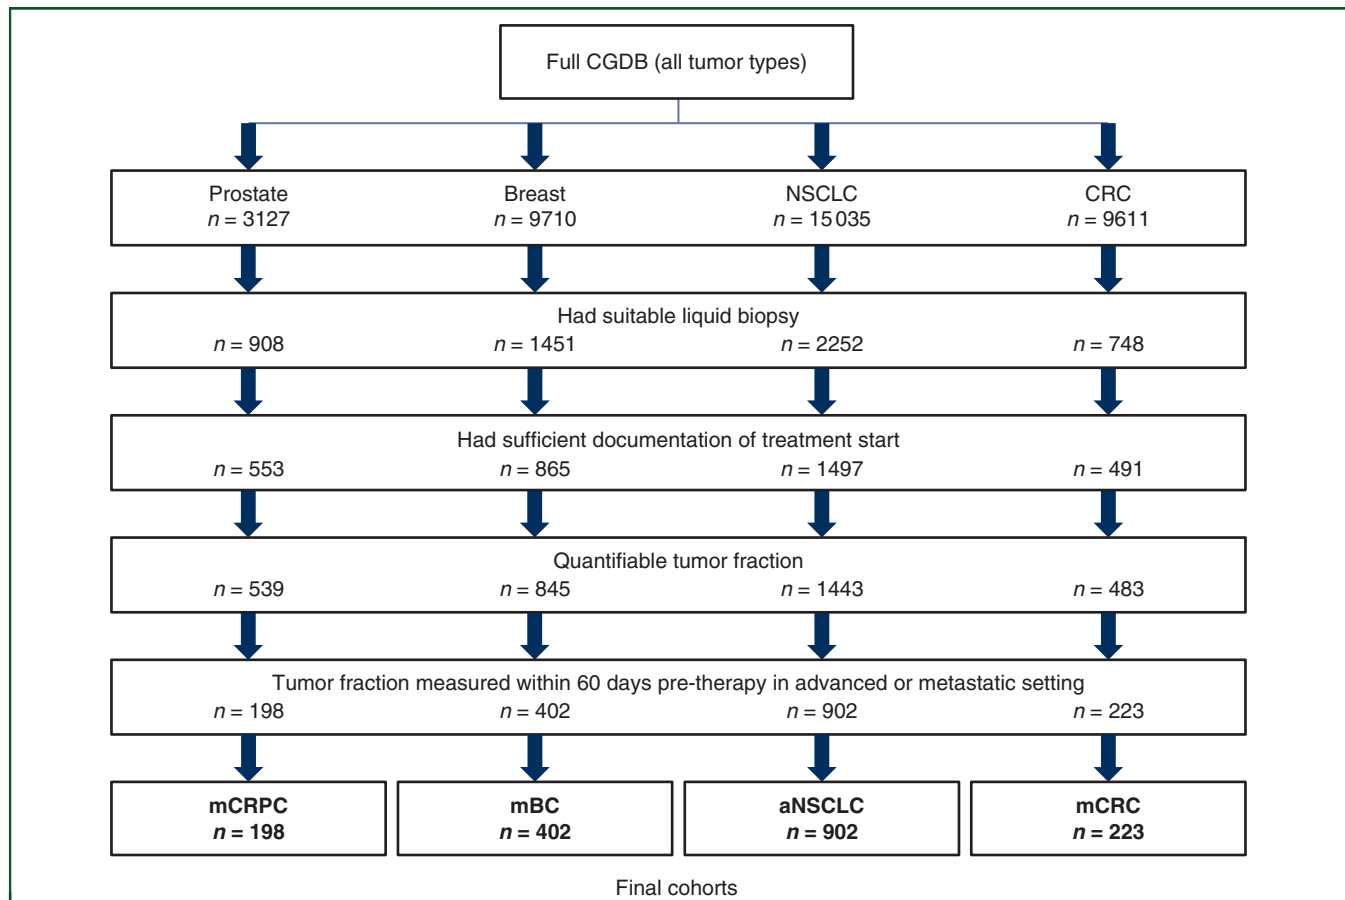 Full CGDB (all tumor types)
Prostate Breast NSCLC CRC
n = 3127 n = 9710 n = 15 035 n = 9611
Had suitable liquid biopsy
n = 908 n = 1451 n = 2252 n = 748
Had sufficient documentation of treatment start
n = 553 n = 865 n = 1497 n = 491
Quantifiable tumor fraction
n = 539 n = 845 n = 1443 n = 483
Tumor fraction measured within 60 days pre-therapy in advanced or metastatic setting
n = 198 n = 402 n = 902 n = 223
mCRPC mBC aNSCLC mCRC
n = 198 n = 402 n = 902 n = 223
Final cohorts